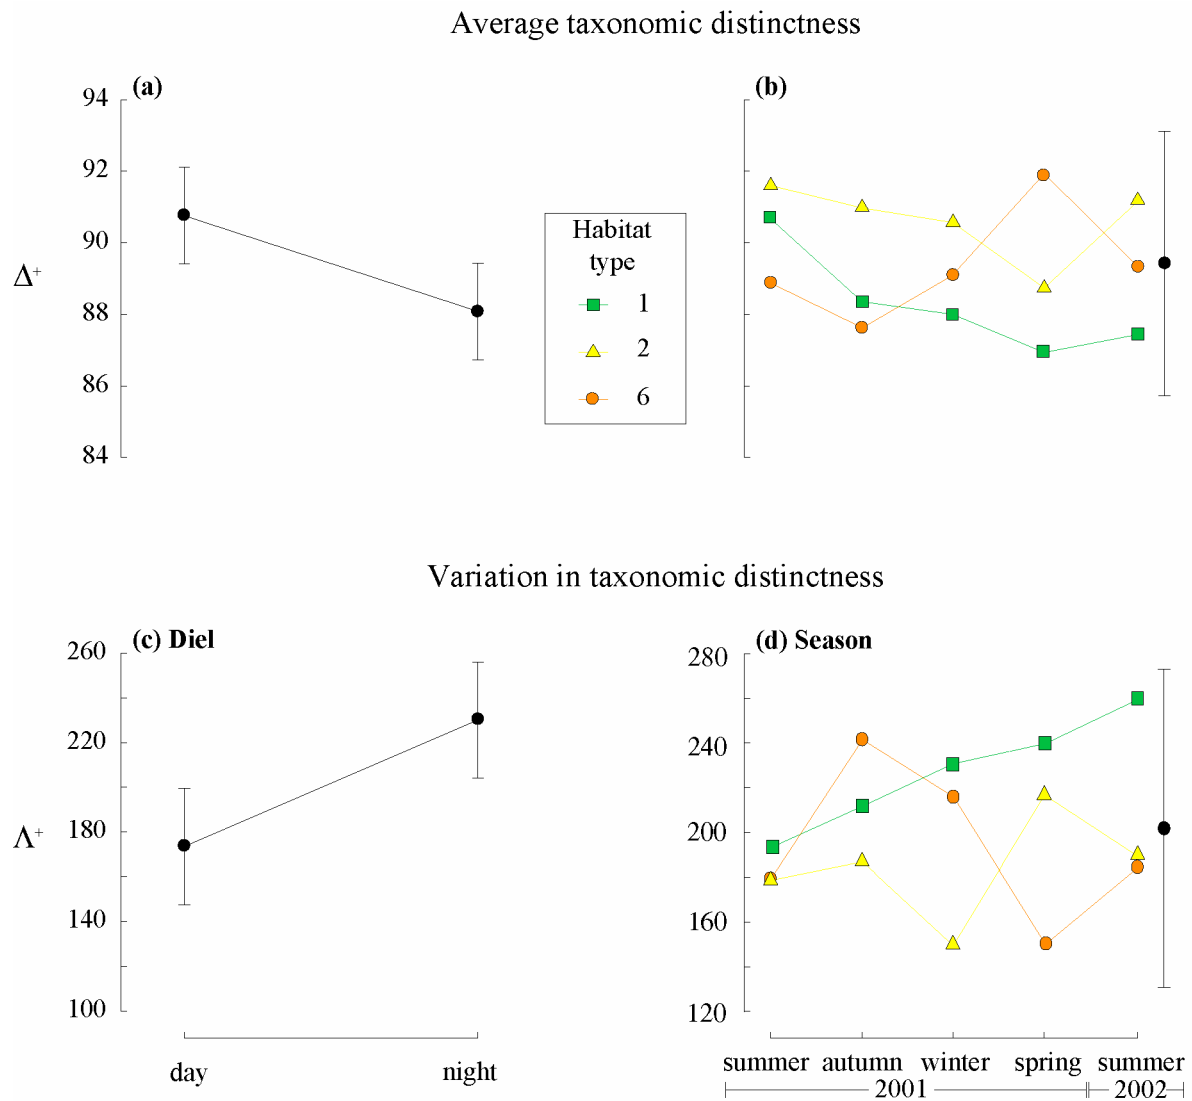 Average taxonomic distinctness
(a)
(b)
94
92
90
88
86
84
Δ+
Habitat
type
1
2
6
Variation in taxonomic distinctness
(c) Diel
(d) Season
260
220
180
140
100
Λ+
280
240
200
160
120
day
night
summer autumn winter spring summer
2001
2002